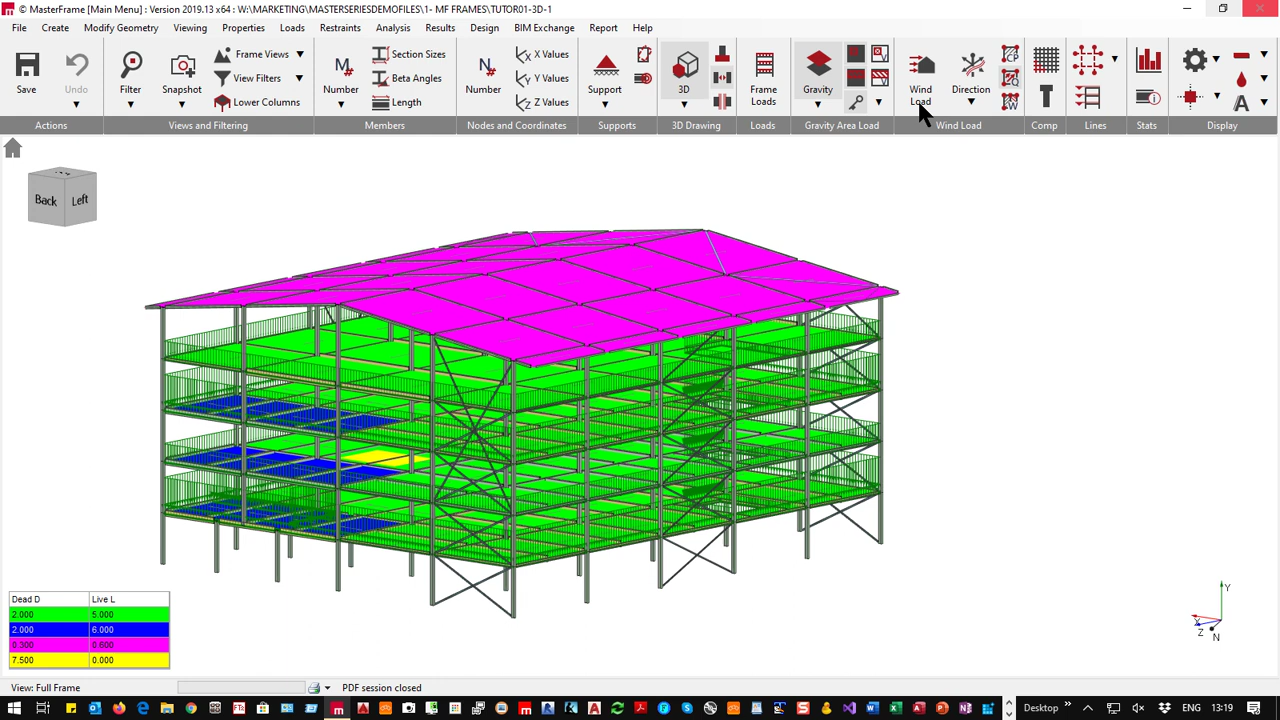 © MasterFrame [Main Menu] : Version 2019.13 x64 : W:\MARKETING\MASTERSERIESDEMOFILES\1- MF FRAMES\TUTOR01-3D-1
File Create Modify Geometry Viewing Properties Loads Restraints Members Analysis Results Design BIM Exchange Report Help
Save
Undo
Filter
Snapshot
Frame Views
View Filters
Lower Columns
Number
Section Sizes
Beta Angles
Length
Number
X Values
Y Values
Z Values
Support
3D
Frame
Loads
Gravity
Wind
Load
Direction
Actions Views and Filtering Members Nodes and Coordinates Supports 3D Drawing Loads Gravity Area Load Wind Load Comp Lines Stats Display
Back Left
Dead D Live L
2.000 5.000
2.000 6.000
0.300 0.600
7.500 0.000
Y
X
Z
N
View: Full Frame
PDF session closed
Desktop
ENG
13:19